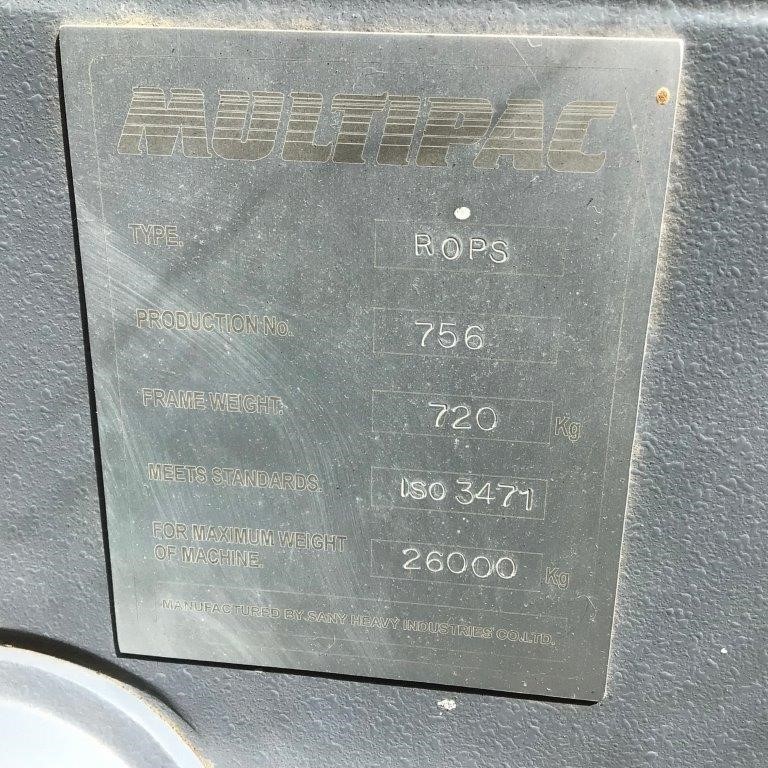 MULTIPAC
TYPE. ROPS
PRODUCTION No. 756
FRAME WEIGHT. 720 Kg
MEETS STANDARDS. ISO 3471
FOR MAXIMUM WEIGHT
OF MACHINE. 26000 Kg
MANUFACTURED BY.SANY HEAVY INDUSTRIES CO.LTD.